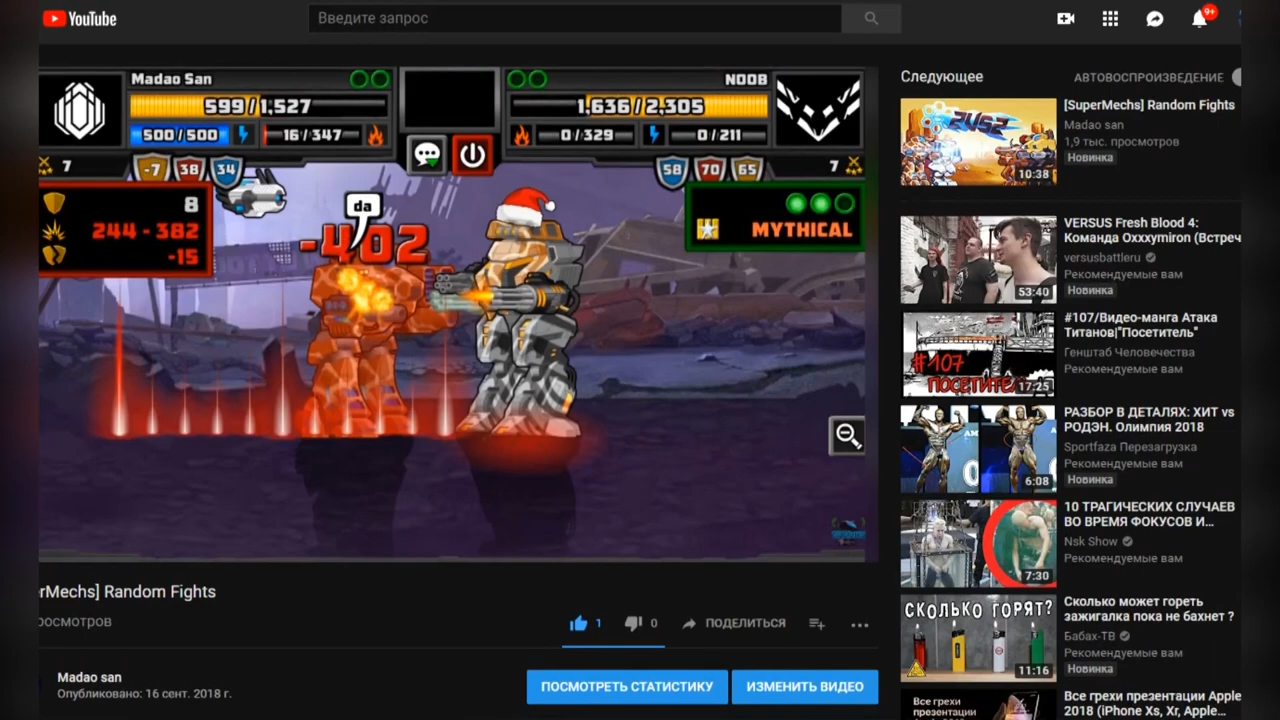 YouTube
Введите запрос
9+
Madao San
NOOB
599 / 1,527
1,636 / 2,305
500 / 500
16 / 347
0 / 329
0 / 211
7
-7
38
34
58
70
65
7
8
244 - 382
-15
da
-402
MYTHICAL
rMechs] Random Fights
росмотров
1
0
ПОДЕЛИТЬСЯ
Madao san
Опубликовано: 16 сент. 2018 г.
ПОСМОТРЕТЬ СТАТИСТИКУ
ИЗМЕНИТЬ ВИДЕО
Следующее
АВТОВОСПРОИЗВЕДЕНИЕ
2v2
10:38
[SuperMechs] Random Fights
Madao san
1,9 тыс. просмотров
Новинка
53:40
VERSUS Fresh Blood 4:
Команда Oxxxymiron (Встреч
versusbattleru
Рекомендуемые вам
Новинка
#107
ПОСЕТИТЕ
17:25
#107/Видео-манга Атака
Титанов|"Посетитель"
Генштаб Человечества
Рекомендуемые вам
6:08
РАЗБОР В ДЕТАЛЯХ: ХИТ vs
РОДЭН. Олимпия 2018
Sportfaza Перезагрузка
Рекомендуемые вам
Новинка
7:30
10 ТРАГИЧЕСКИХ СЛУЧАЕВ
ВО ВРЕМЯ ФОКУСОВ И...
Nsk Show
Рекомендуемые вам
СКОЛЬКО ГОРЯТ?
11:16
Сколько может гореть
зажигалка пока не бахнет ?
Бабах-ТВ
Рекомендуемые вам
Новинка
Все грехи
презентации
Все грехи презентации Apple
2018 (iPhone Xs, Xr, Apple...